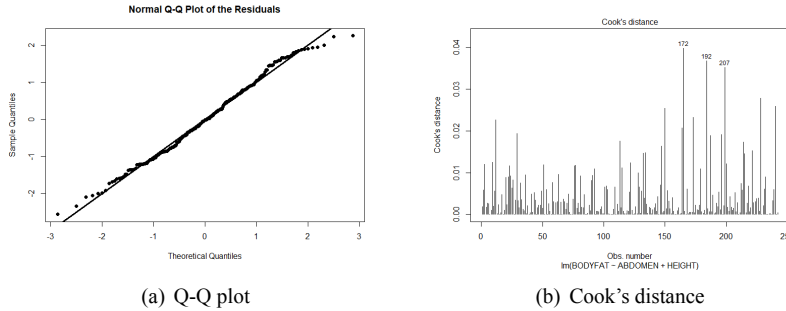 Normal Q-Q Plot of the Residuals
2
1
0
-1
-2
Sample Quantiles
-3
-2
-1
0
1
2
3
Theoretical Quantiles
(a) Q-Q plot
Cook's distance
0.04
0.03
0.02
0.01
0.00
Cook's distance
172
192
207
0
50
100
150
200
250
Obs. number
lm(BODYFAT ~ ABDOMEN + HEIGHT)
(b) Cook's distance